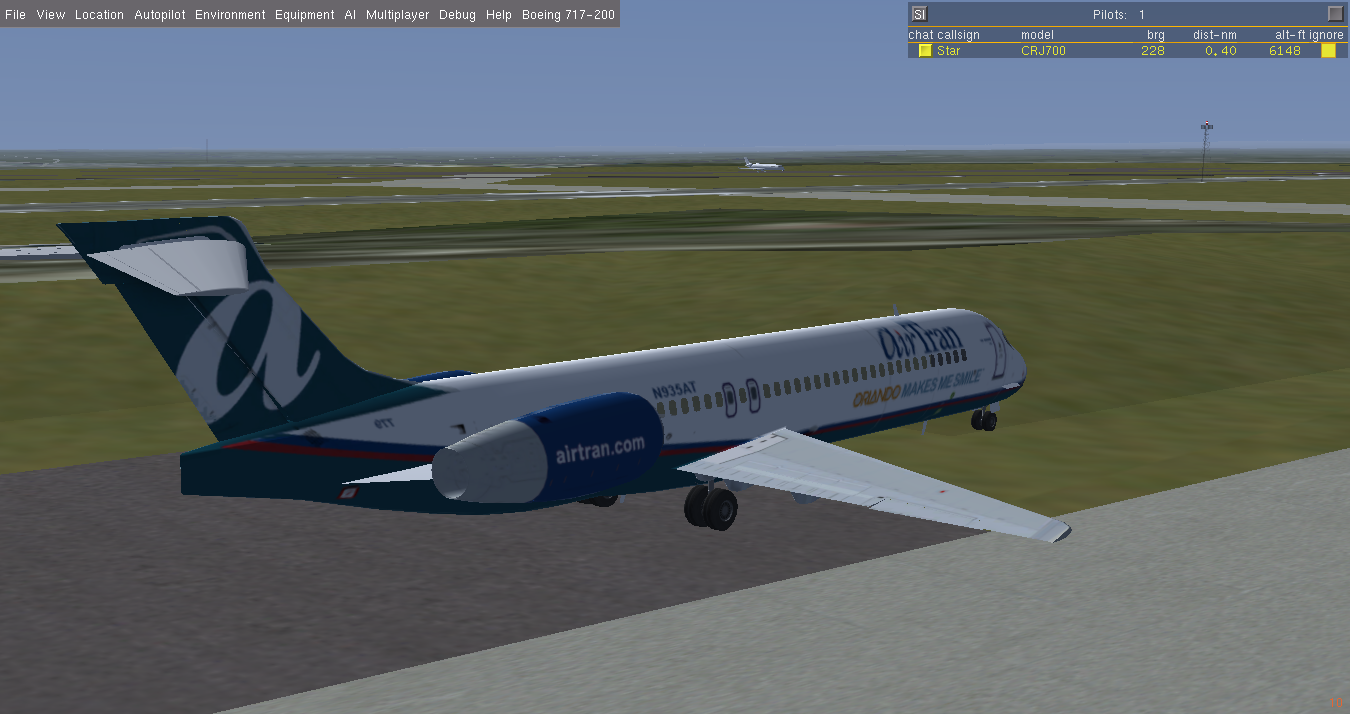 File View Location Autopilot Environment Equipment AI Multiplayer Debug Help Boeing 717-200
SI Pilots: 1
chat callsign model brg dist-nm alt-ft ignore
Star CRJ700 228 0.40 6148
a
airTran
N935AT
ORLANDO MAKES ME SMILE
airtran.com